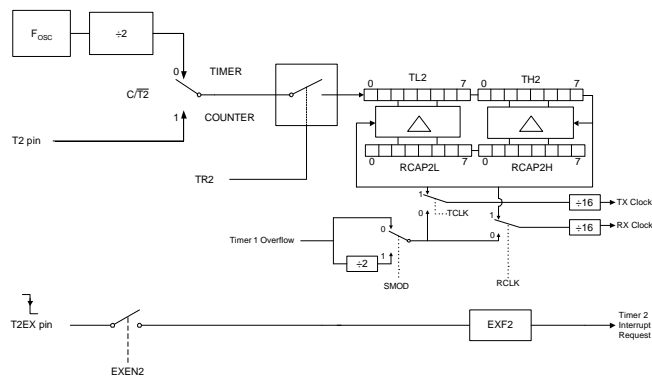 F_OSC
÷2
0
TIMER
C/T2
1
COUNTER
T2 pin
TR2
0
TL2
7
0
TH2
7
0
RCAP2L
7
0
RCAP2H
7
1
TCLK
0
÷16
TX Clock
1
0
÷16
RX Clock
Timer 1 Overflow
0
1
÷2
SMOD
RCLK
T2EX pin
EXEN2
EXF2
Timer 2
Interrupt
Request